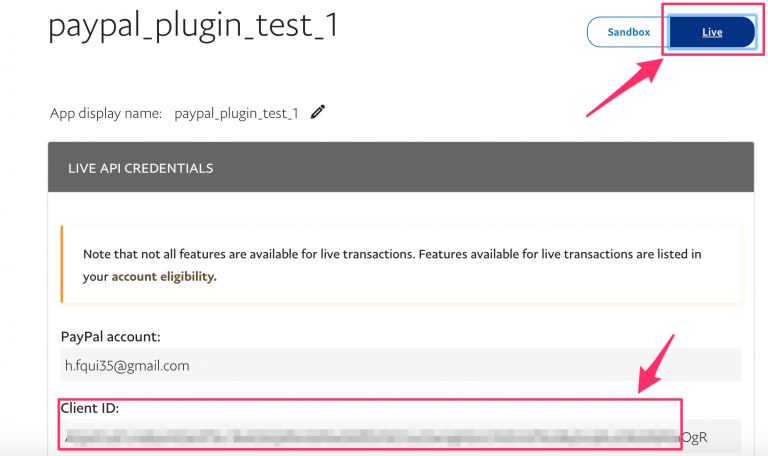 paypal_plugin_test_1
Sandbox
Live
App display name: paypal_plugin_test_1
LIVE API CREDENTIALS
Note that not all features are available for live transactions. Features available for live transactions are listed in
your account eligibility.
PayPal account:
h.fqui35@gmail.com
Client ID:
OgR